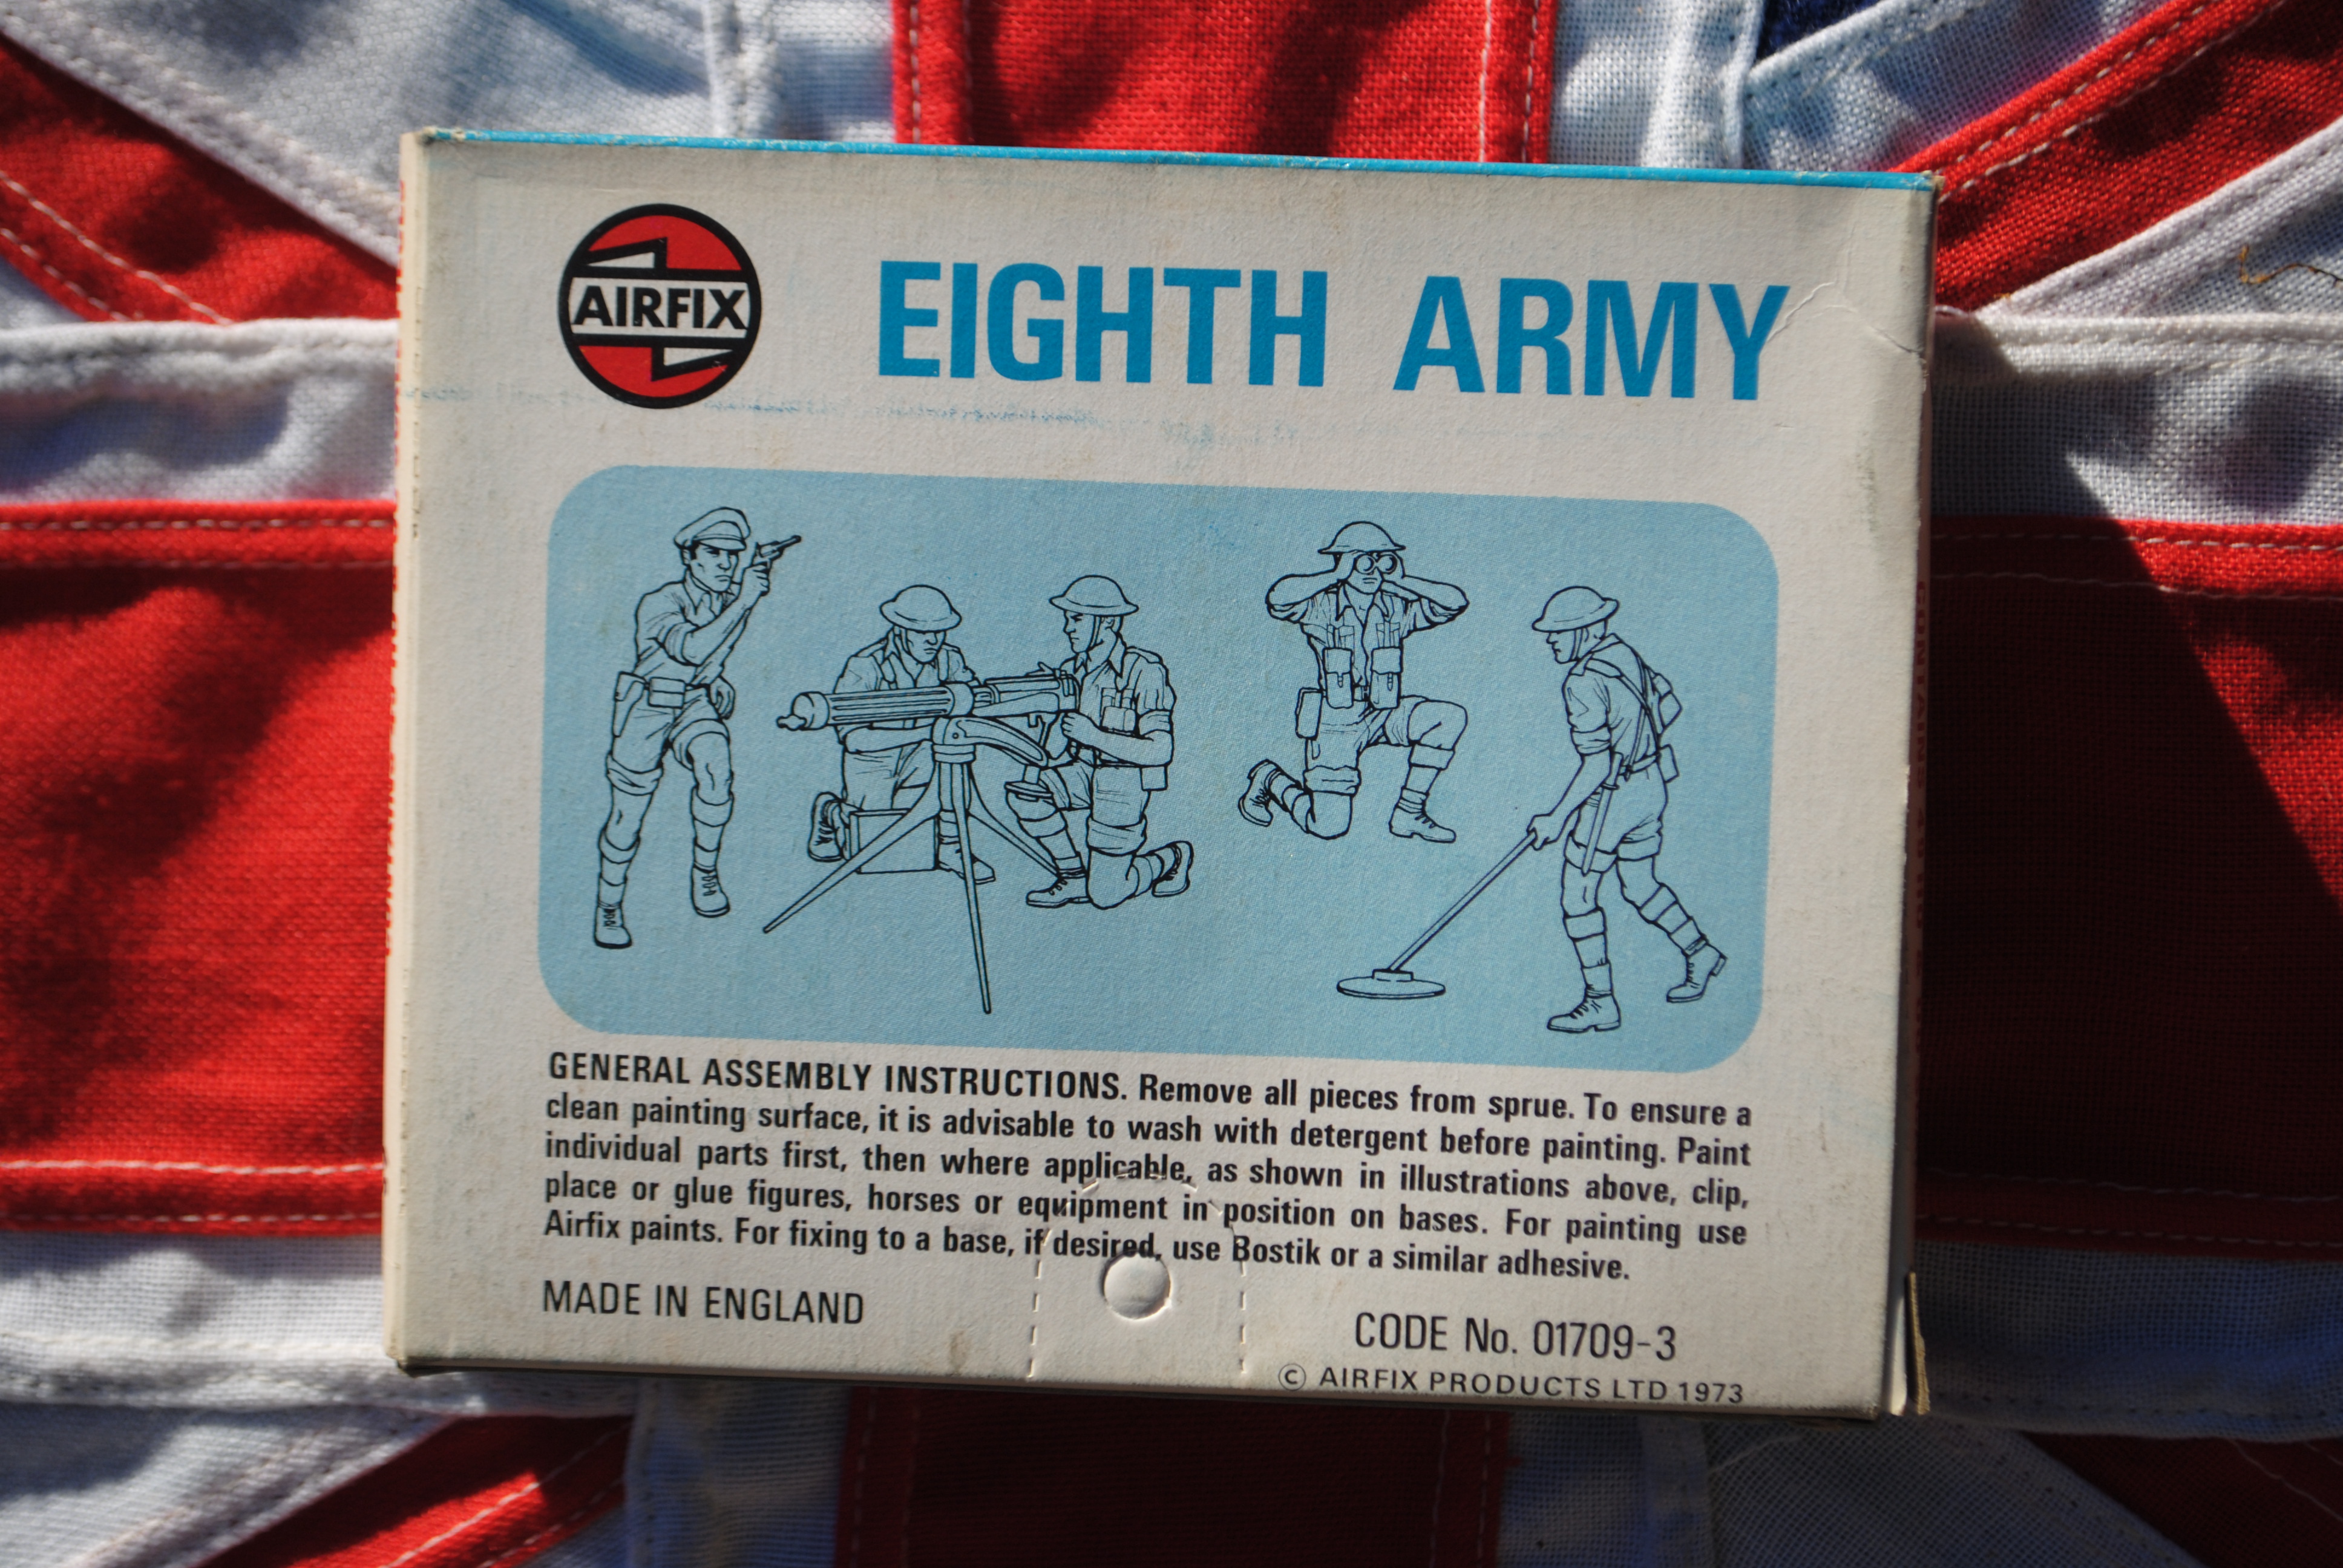 AIRFIX
EIGHTH ARMY
GENERAL ASSEMBLY INSTRUCTIONS. Remove all pieces from sprue. To ensure a
clean painting surface, it is advisable to wash with detergent before painting. Paint
individual parts first, then where applicable, as shown in illustrations above, clip,
place or glue figures, horses or equipment in position on bases. For painting use
Airfix paints. For fixing to a base, if desired, use Bostik or a similar adhesive.
MADE IN ENGLAND
CODE No. 01709-3
© AIRFIX PRODUCTS LTD 1973